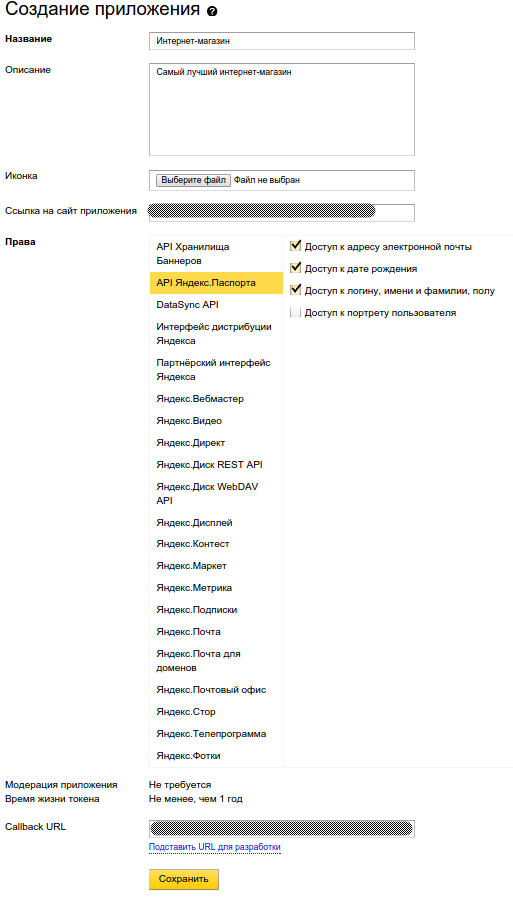 Создание приложения ?
Название
Интернет-магазин
Описание
Самый лучший интернет-магазин
Иконка
Выберите файл Файл не выбран
Ссылка на сайт приложения
Права
API Хранилища
Баннеров
API Яндекс.Паспорта
DataSync API
Интерфейс дистрибуции
Яндекса
Партнёрский интерфейс
Яндекса
Яндекс.Вебмастер
Яндекс.Видео
Яндекс.Директ
Яндекс.Диск REST API
Яндекс.Диск WebDAV
API
Яндекс.Дисплей
Яндекс.Контест
Яндекс.Маркет
Яндекс.Метрика
Яндекс.Подписки
Яндекс.Почта
Яндекс.Почта для
доменов
Яндекс.Почтовый офис
Яндекс.Стор
Яндекс.Телепрограмма
Яндекс.Фотки
Доступ к адресу электронной почты
Доступ к дате рождения
Доступ к логину, имени и фамилии, полу
Доступ к портрету пользователя
Модерация приложения Не требуется
Время жизни токена Не менее, чем 1 год
Callback URL
Подставить URL для разработки
Сохранить